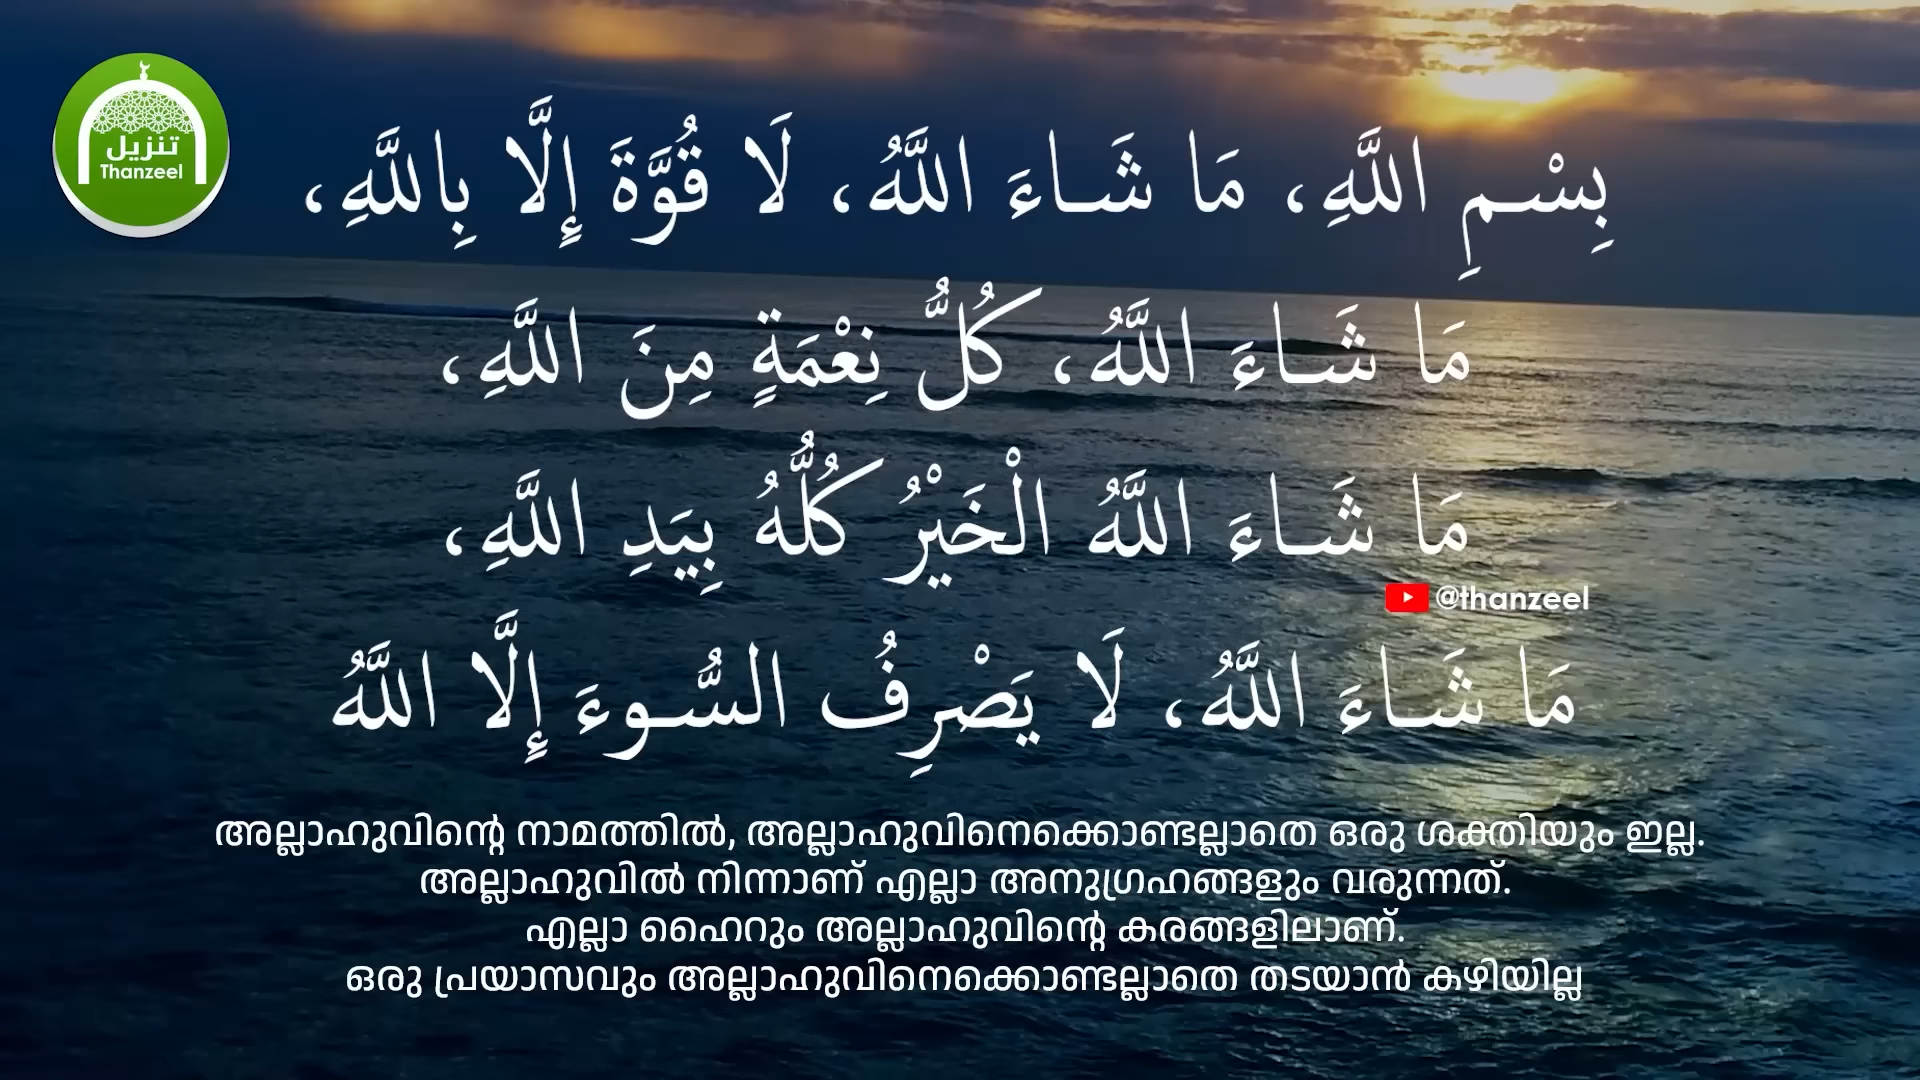 تنزيل
Thanzeel
بِسْمِ اللَّهِ، مَا شَاءَ اللَّهُ، لَا قُوَّةَ إِلَّا بِاللَّهِ،
مَا شَاءَ اللَّهُ، كُلُّ نِعْمَةٍ مِنَ اللَّهِ،
مَا شَاءَ اللَّهُ الْخَيْرُ كُلُّهُ بِيَدِ اللَّهِ،
@thanzeel
مَا شَاءَ اللَّهُ، لَا يَصْرِفُ السُّوءَ إِلَّا اللَّهُ
അല്ലാഹുവിന്റെ നാമത്തിൽ, അല്ലാഹുവിനെക്കൊണ്ടല്ലാതെ ഒരു ശക്തിയും ഇല്ല.
അല്ലാഹുവിൽ നിന്നാണ് എല്ലാ അനുഗ്രഹങ്ങളും വരുന്നത്.
എല്ലാ ഹൈറും അല്ലാഹുവിന്റെ കരങ്ങളിലാണ്.
ഒരു പ്രയാസവും അല്ലാഹുവിനെക്കൊണ്ടല്ലാതെ തടയാൻ കഴിയില്ല